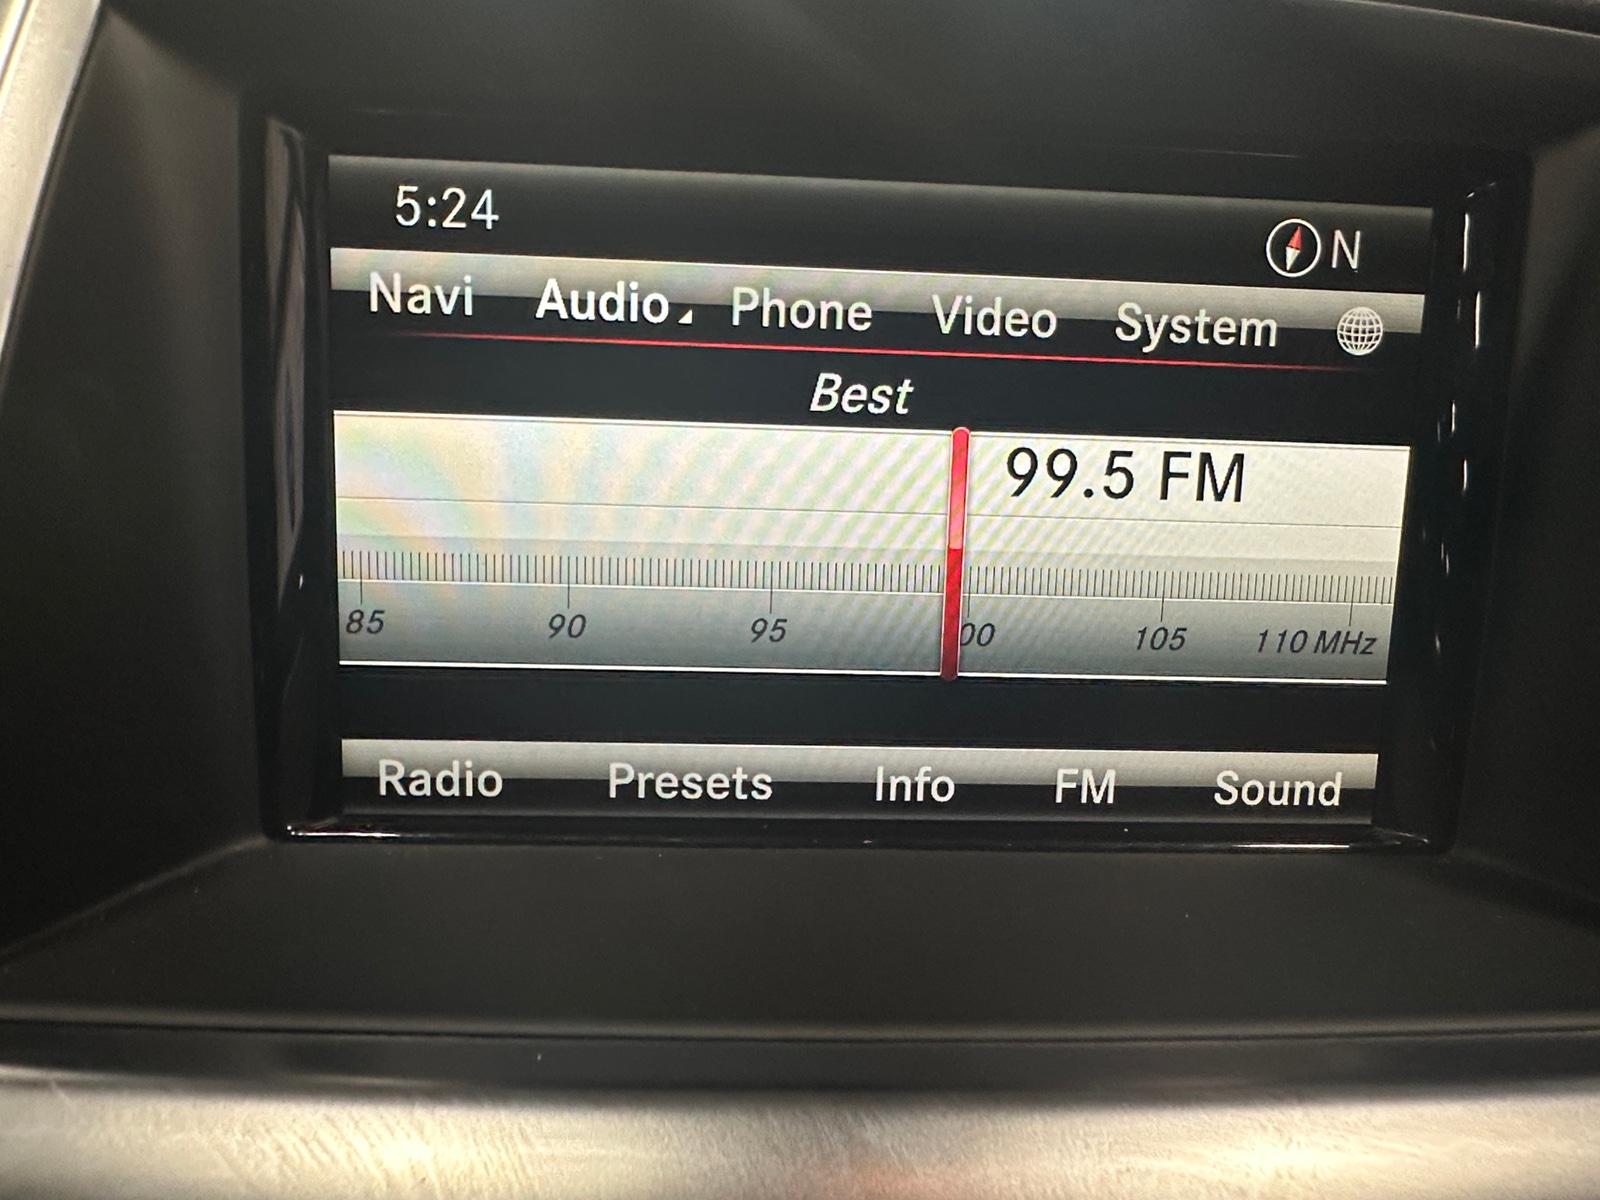 5:24
N
Navi Audio Phone Video System
Best
99.5 FM
85 90 95 00 105 110 MHz
Radio Presets Info FM Sound